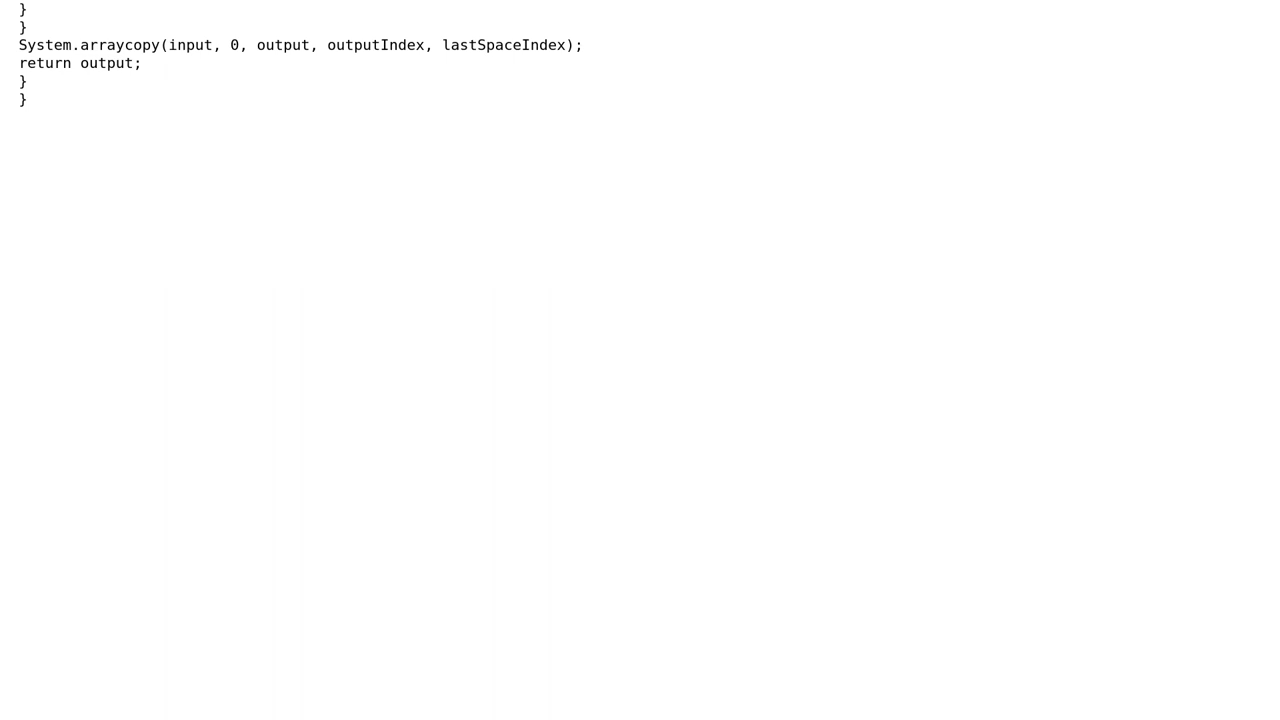 }
}
System.arraycopy(input, 0, output, outputIndex, lastSpaceIndex);
return output;
}
}